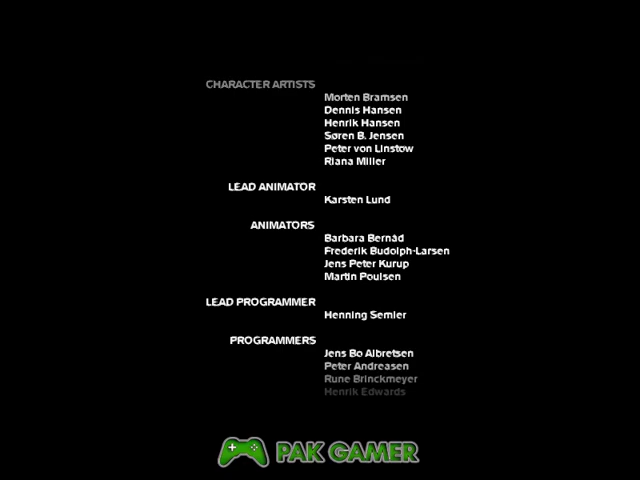 CHARACTER ARTISTS
Morten Bramsen
Dennis Hansen
Henrik Hansen
Søren B. Jensen
Peter von Linstow
Riana Miller
LEAD ANIMATOR
Karsten Lund
ANIMATORS
Barbara Bernád
Frederik Budolph-Larsen
Jens Peter Kurup
Martin Poulsen
LEAD PROGRAMMER
Henning Semler
PROGRAMMERS
Jens Bo Albretsen
Peter Andreasen
Rune Brinckmeyer
Henrik Edwards
PAK GAMER